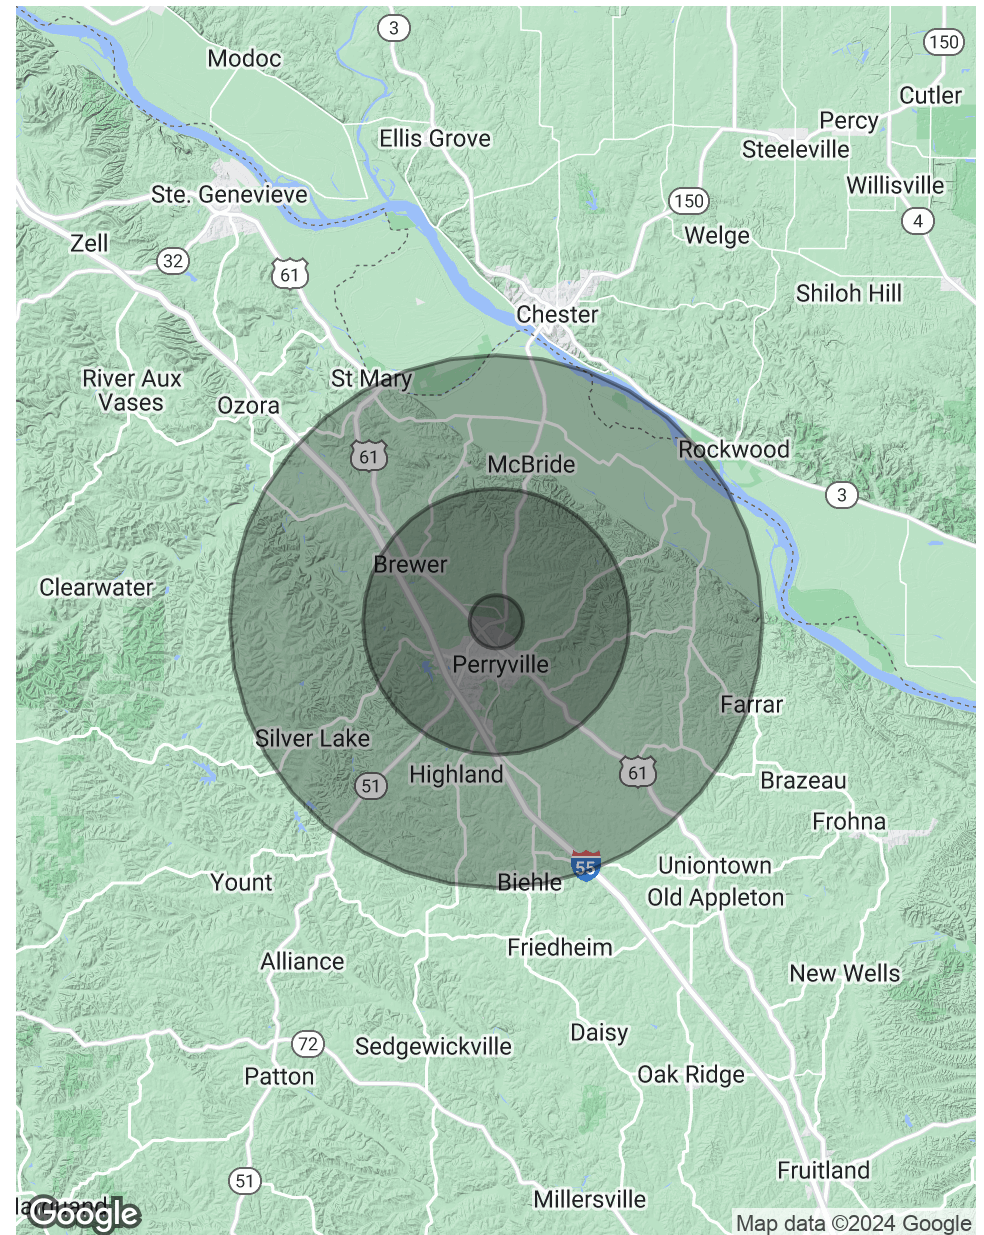 3
Modoc
150
Cutler
Percy
Ellis Grove
Steeleville
Willisville
Ste. Genevieve
150
4
Welge
Zell
32
61
Shiloh Hill
Chester
River Aux
Vases
St Mary
Ozora
Rockwood
61
McBride
3
Brewer
Clearwater
Perryville
Farrar
Silver Lake
Highland
61
51
Brazeau
Frohna
55
Uniontown
Yount
Biehle
Old Appleton
Friedheim
Alliance
New Wells
Daisy
72
Sedgewickville
Patton
Oak Ridge
Fruitland
51
Millersville
Google
Map data ©2024 Google